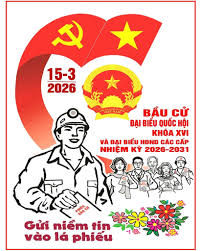 15-3
2026
BẦU CỬ
ĐẠI BIỂU QUỐC HỘI
KHÓA XVI
VÀ ĐẠI BIỂU HĐND CÁC CẤP
NHIỆM KỲ 2026-2031
Gửi niềm tin
vào lá phiếu